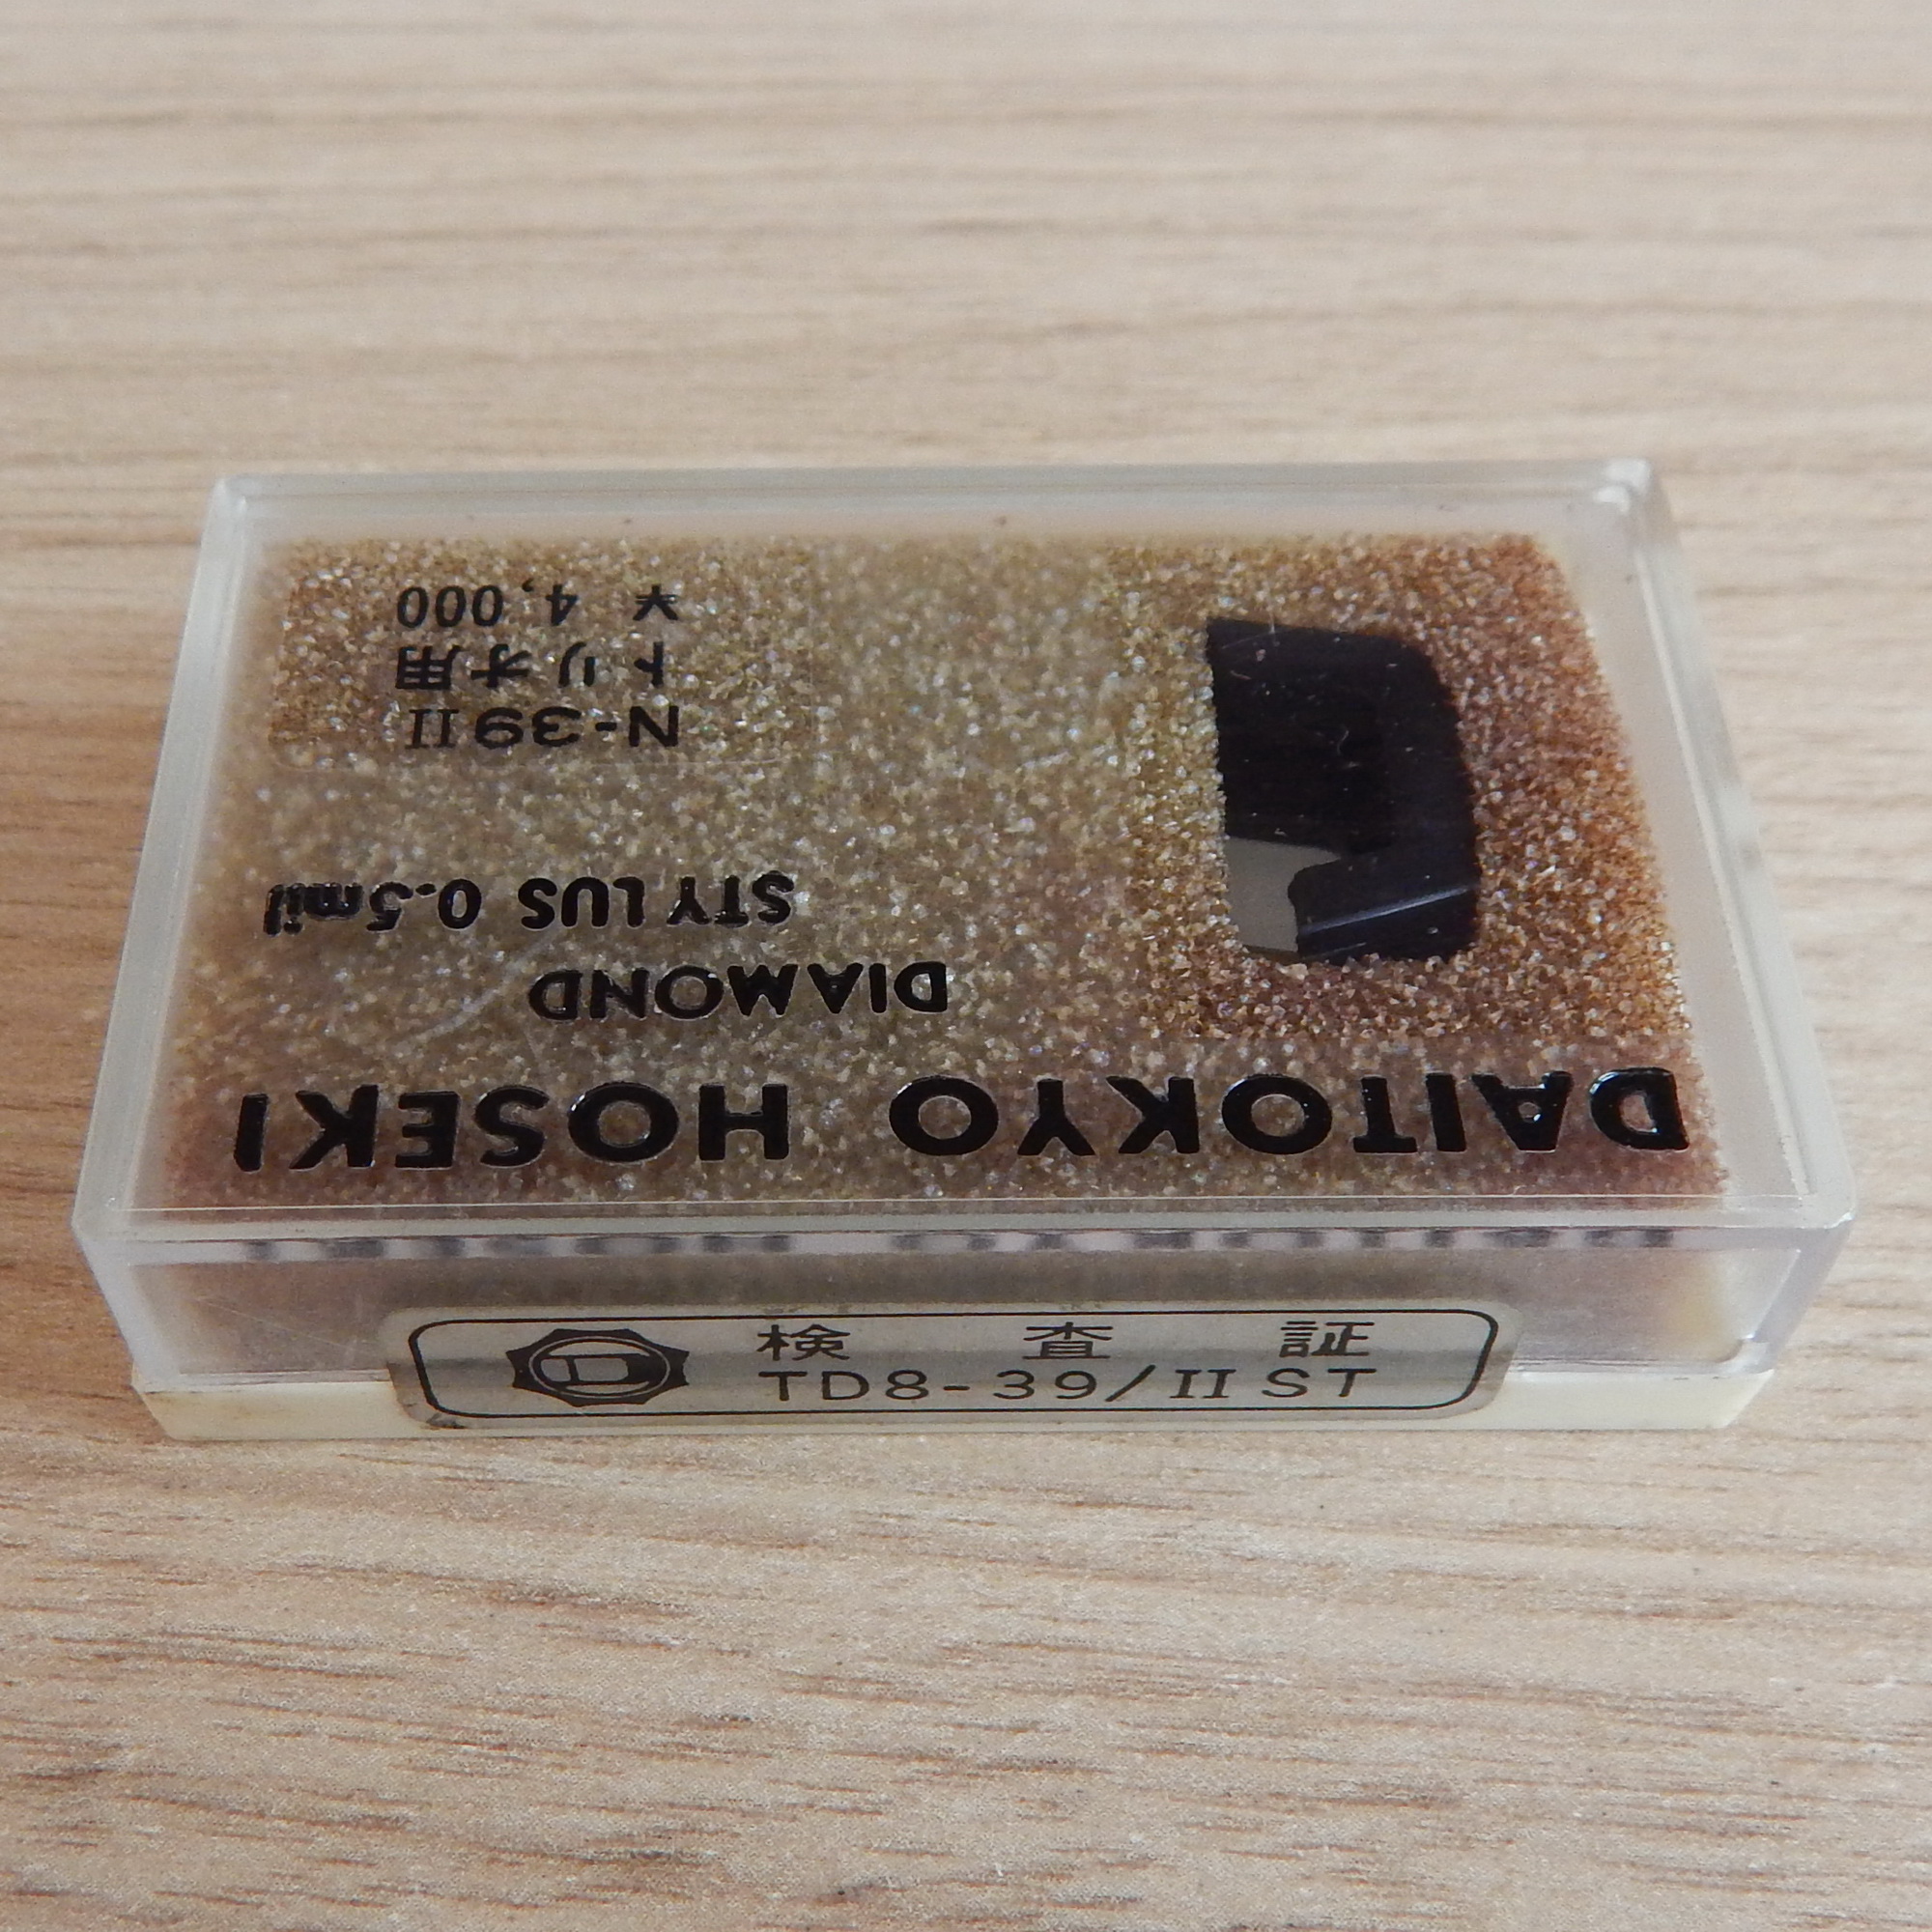 DAITOKYO HOSEKI
DIAMOND
STYLUS 0.5mil
N-39II
トリオ用
¥ 4,000
D
検査証
TD8-39/II ST